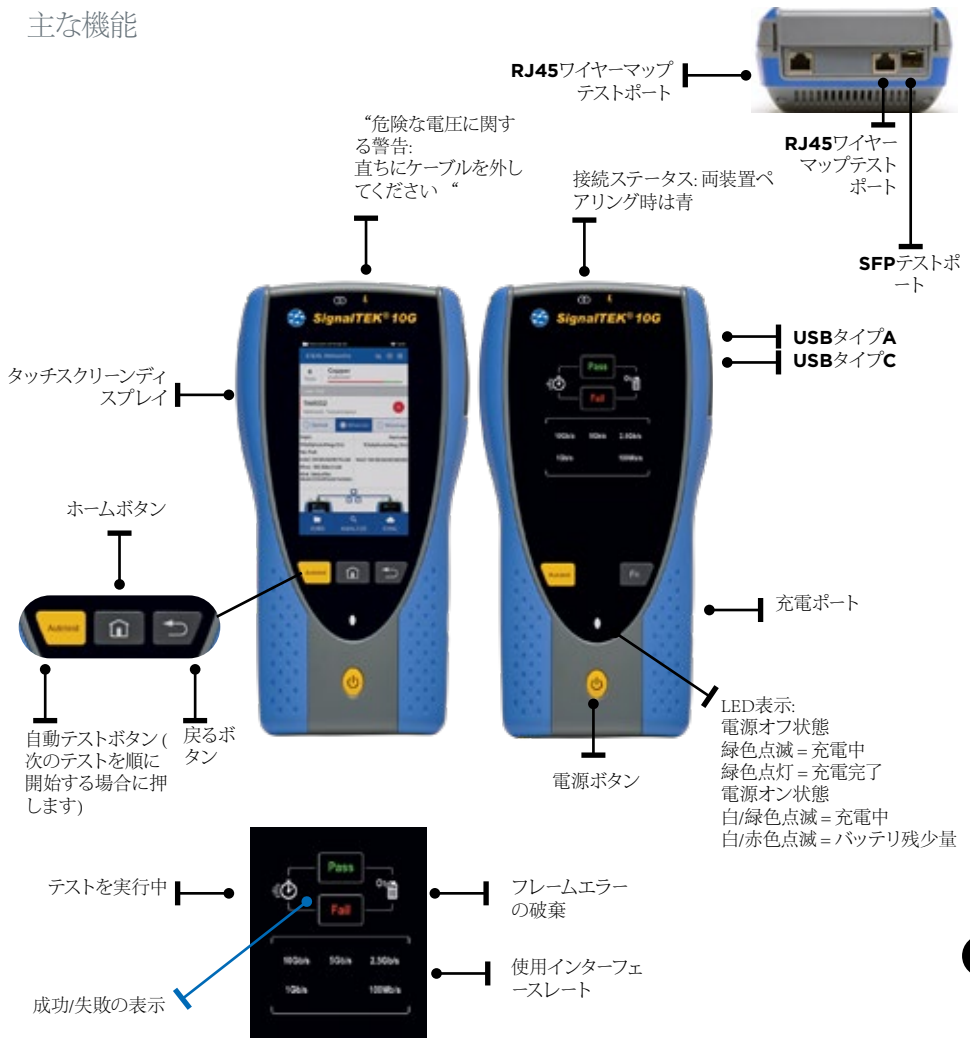 主な機能
RJ45ワイヤーマップ
テストポート
RJ45ワイヤー
マップテスト
ポート
SFPテストポ
ート
“危険な電圧に関す
る警告:
直ちにケーブルを外し
てください “
接続ステータス: 両装置ペ
アリング時は青
SignalTEK® 10G
SignalTEK® 10G
USBタイプA
USBタイプC
タッチスクリーンディ
スプレイ
Copper
Pass
Fail
10Gb/s 5Gb/s 2.5Gb/s
1Gb/s 100Mb/s
ホームボタン
Autotest
Autotest
Fn
Autotest
充電ポート
自動テストボタン (
次のテストを順に
開始する場合に押
します)
戻るボ
タン
電源ボタン
LED表示:
電源オフ状態
緑色点滅 = 充電中
緑色点灯 = 充電完了
電源オン状態
白/緑色点滅 = 充電中
白/赤色点滅 = バッテリ残少量
テストを実行中
Pass
Fail
フレームエラー
の破棄
10Gb/s 5Gb/s 2.5Gb/s
1Gb/s 100Mb/s
使用インターフェ
ースレート
成功/失敗の表示